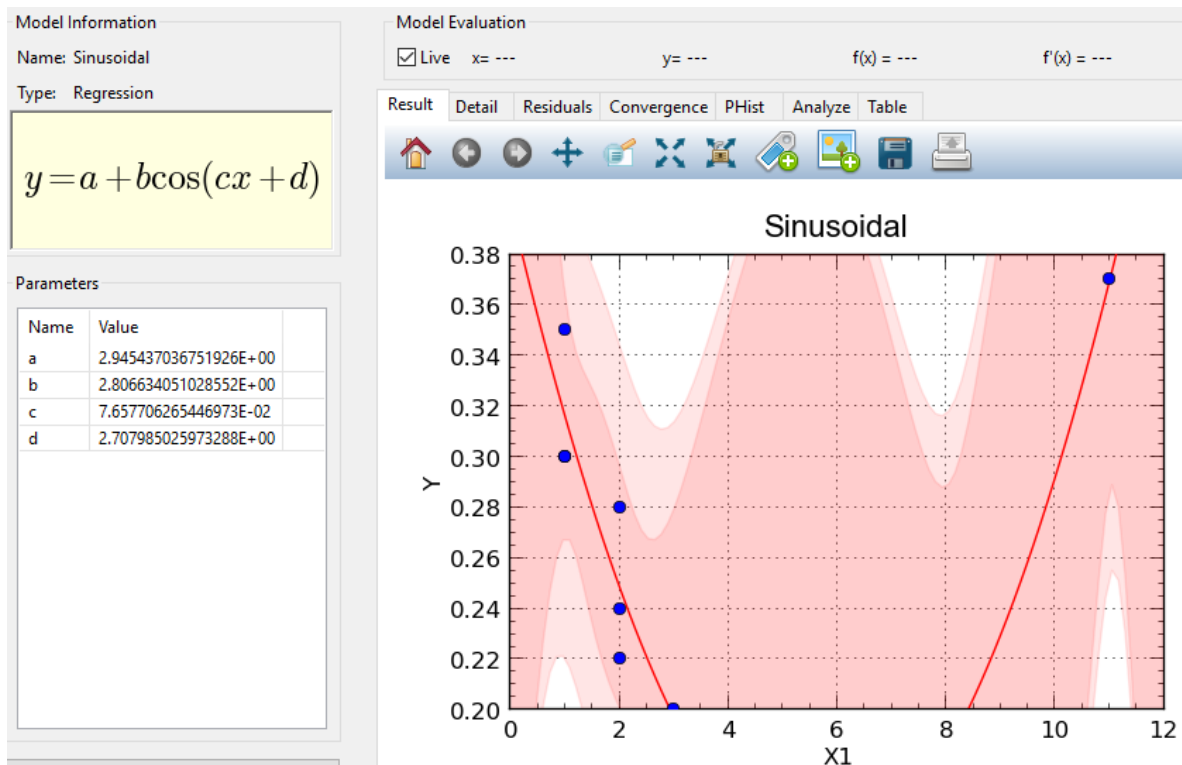 Model Information
Name: Sinusoidal
Type: Regression
y=a+bcos(cx+d)
Parameters
Name Value
a 2.945437036751926E+00
b 2.806634051028552E+00
c 7.657706265446973E-02
d 2.707985025973288E+00
Model Evaluation
Live x= --- y= --- f(x) = --- f'(x) = ---
Result Detail Residuals Convergence PHist Analyze Table
Sinusoidal
0.38
0.36
0.34
0.32
0.30
0.28
0.26
0.24
0.22
0.20
Y
0 2 4 6 8 10 12
X1